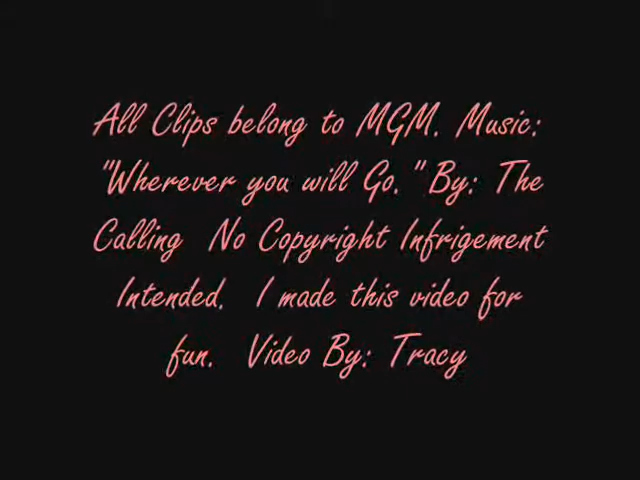 All Clips belong to MGM. Music:
"Wherever you will Go." By: The
Calling No Copyright Infrigement
Intended. I made this video for
fun. Video By: Tracy